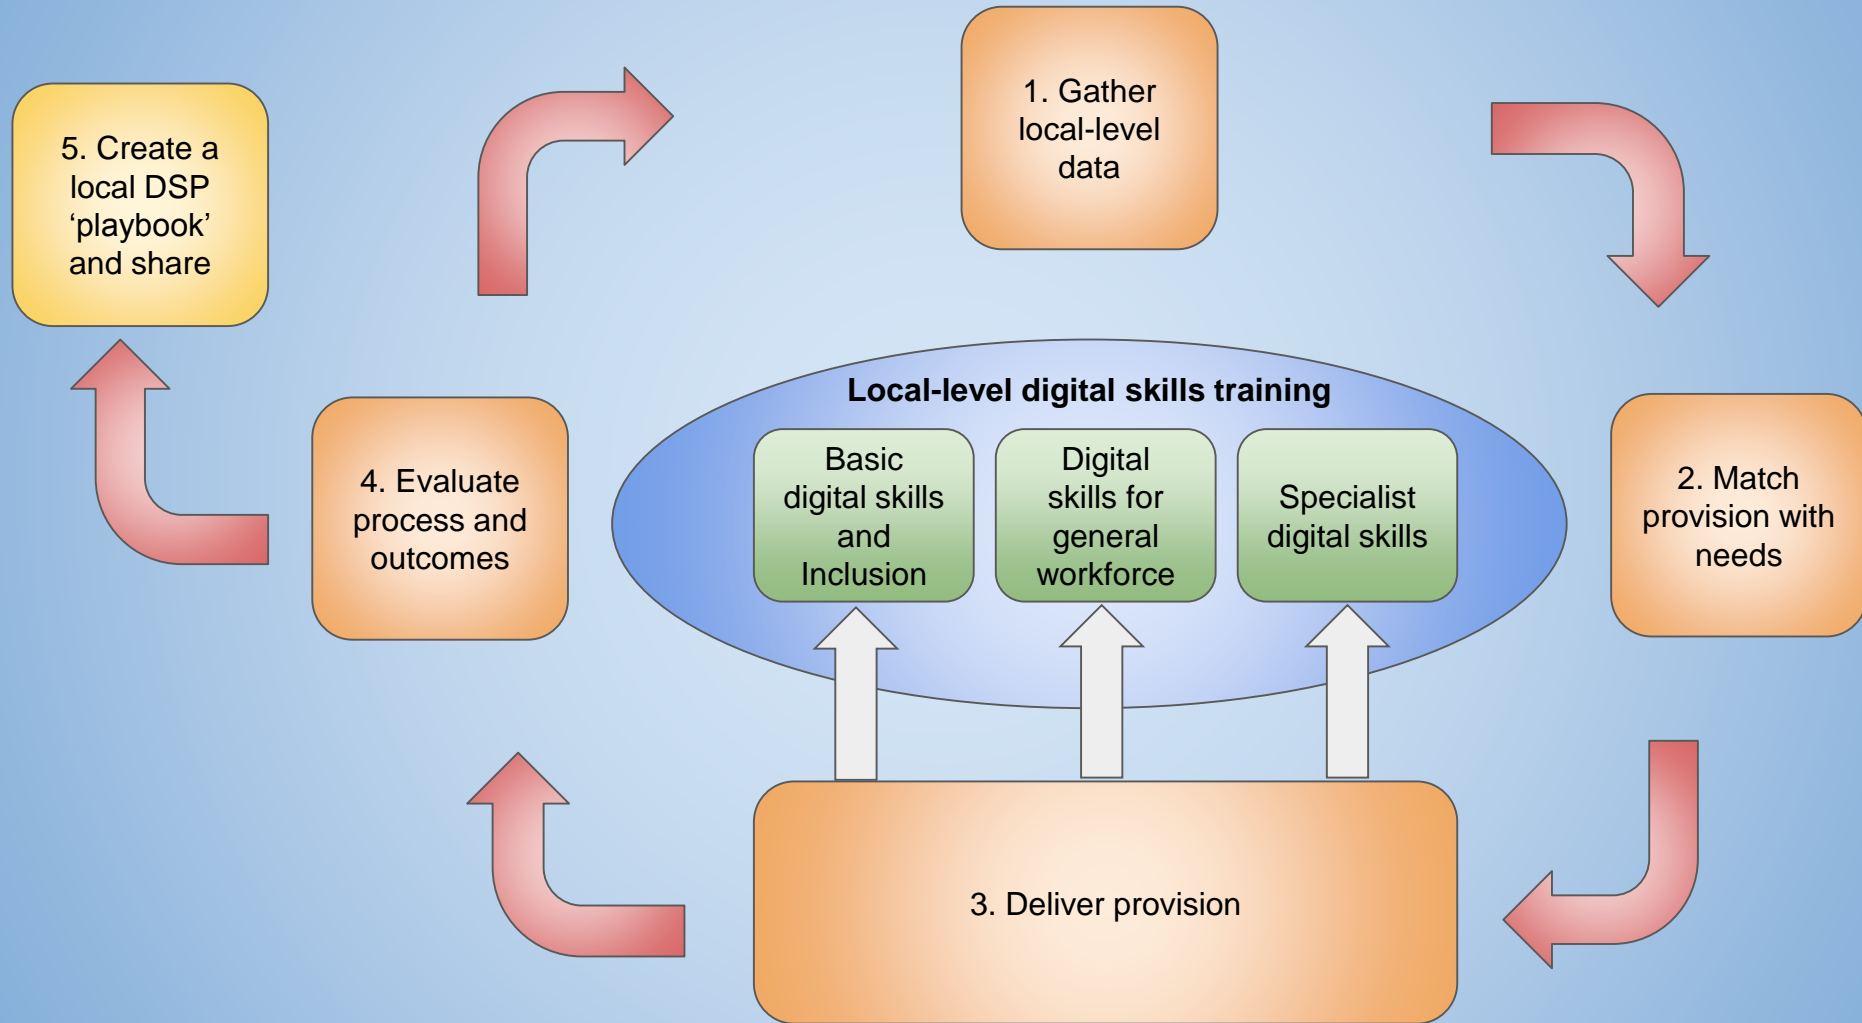 1. Gather
local-level
data
5. Create a
local DSP
‘playbook’
and share
Local-level digital skills training
Basic
digital skills
and
Inclusion
Digital
skills for
general
workforce
Specialist
digital skills
4. Evaluate
process and
outcomes
2. Match
provision with
needs
3. Deliver provision